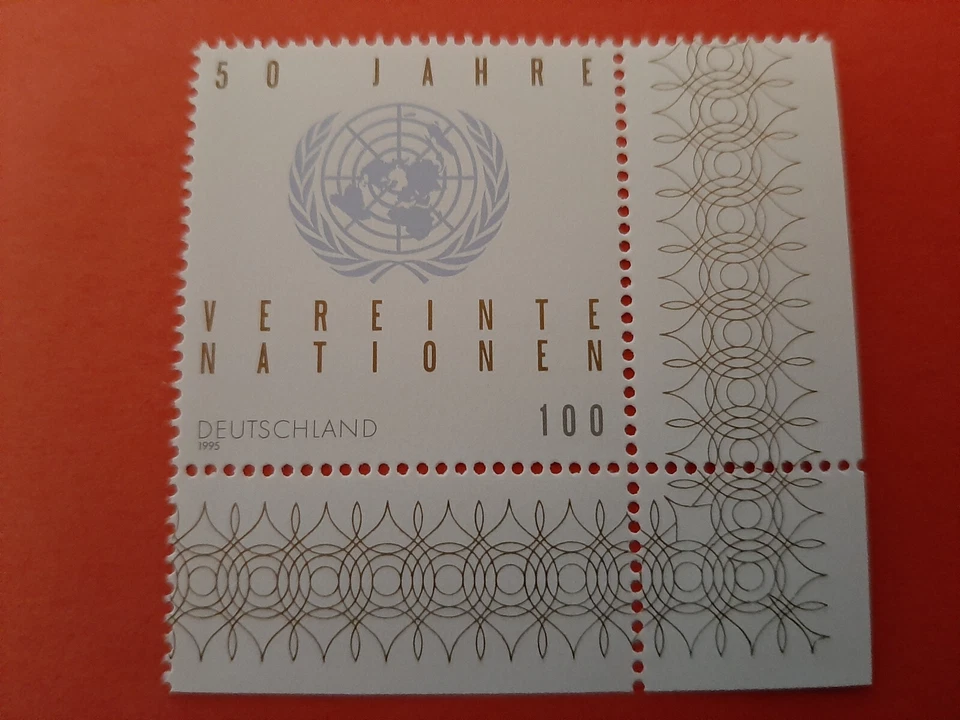 50 JAHRE
VEREINTE
NATIONEN
DEUTSCHLAND 100
1995